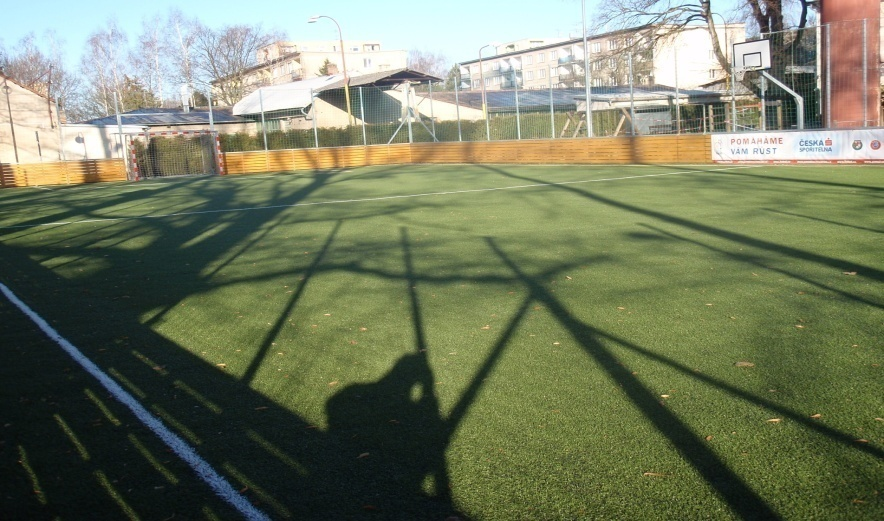 POMÁHÁME
VÁM RŮST
ČESKÁ
SPOŘITELNA